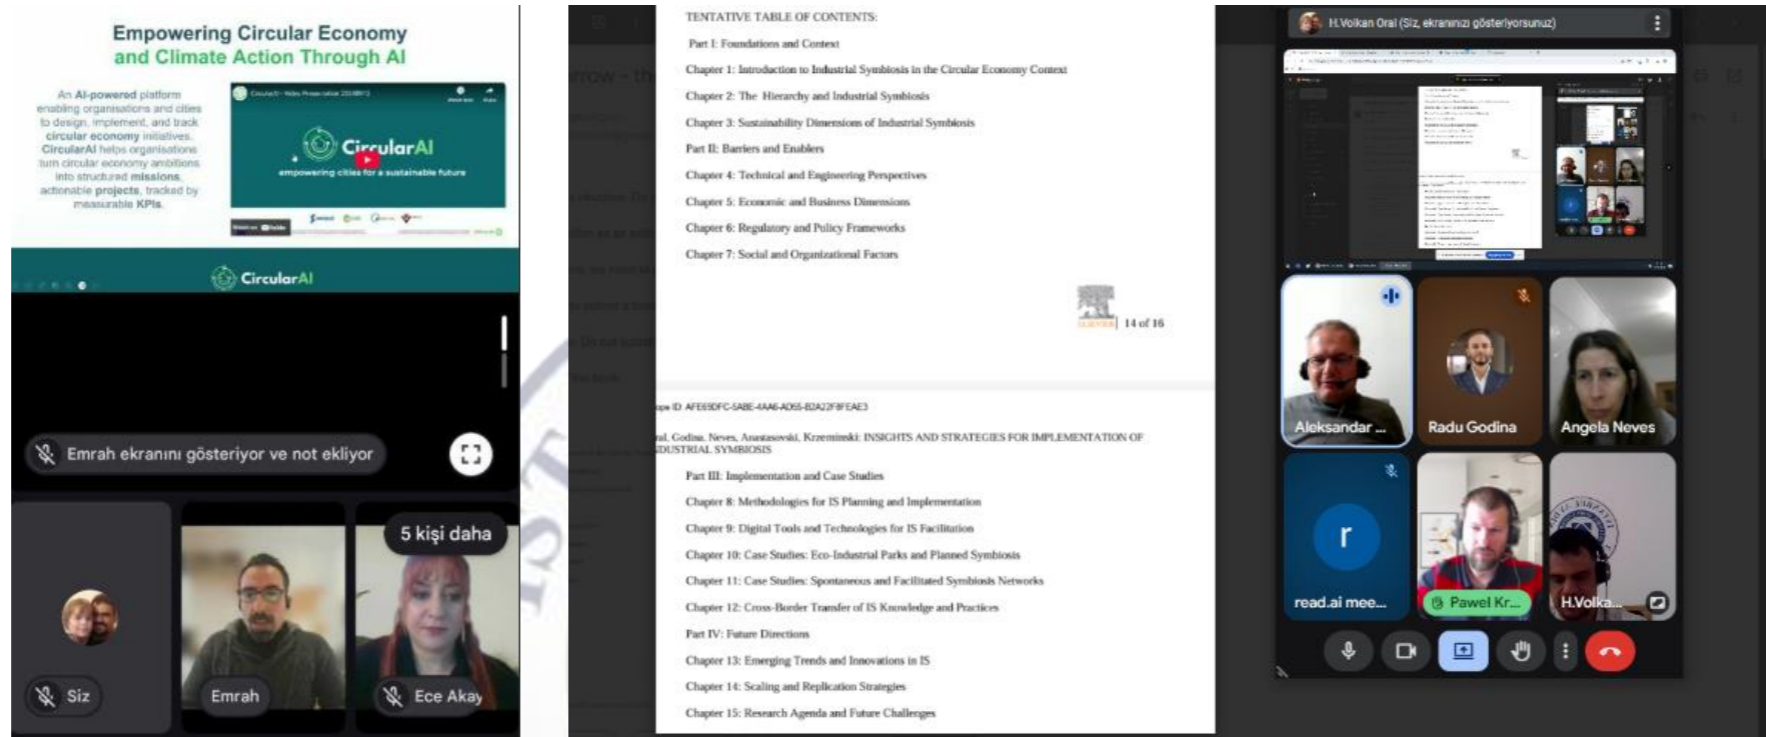 Empowering Circular Economy
and Climate Action Through AI
An AI-powered platform
enabling organisations and cities
to design, implement, and track
circular economy initiatives.
CircularAI helps organisations
turn circular economy ambitions
into structured missions,
actionable projects, tracked by
measurable KPIs.
CircularAI
empowering cities for a sustainable future
CircularAI
Emrah ekranını gösteriyor ve not ekliyor
5 kişi daha
Siz
Emrah
Ece Akay
TENTATIVE TABLE OF CONTENTS:
Part I: Foundations and Context
Chapter 1: Introduction to Industrial Symbiosis in the Circular Economy Context
Chapter 2: The Hierarchy and Industrial Symbiosis
Chapter 3: Sustainability Dimensions of Industrial Symbiosis
Part II: Barriers and Enablers
Chapter 4: Technical and Engineering Perspectives
Chapter 5: Economic and Business Dimensions
Chapter 6: Regulatory and Policy Frameworks
Chapter 7: Social and Organizational Factors
ELSEVIER
14 of 16
ral, Godina, Neves, Anastasovski, Krzeminski: INSIGHTS AND STRATEGIES FOR IMPLEMENTATION OF
DUSTRIAL SYMBIOSIS
Part III: Implementation and Case Studies
Chapter 8: Methodologies for IS Planning and Implementation
Chapter 9: Digital Tools and Technologies for IS Facilitation
Chapter 10: Case Studies: Eco-Industrial Parks and Planned Symbiosis
Chapter 11: Case Studies: Spontaneous and Facilitated Symbiosis Networks
Chapter 12: Cross-Border Transfer of IS Knowledge and Practices
Part IV: Future Directions
Chapter 13: Emerging Trends and Innovations in IS
Chapter 14: Scaling and Replication Strategies
Chapter 15: Research Agenda and Future Challenges
H.Volkan Oral (Siz, ekranınızı gösteriyorsunuz)
Aleksandar ...
Radu Godina
Angela Neves
r
read.ai mee...
Pawel Kr...
H.Volka...